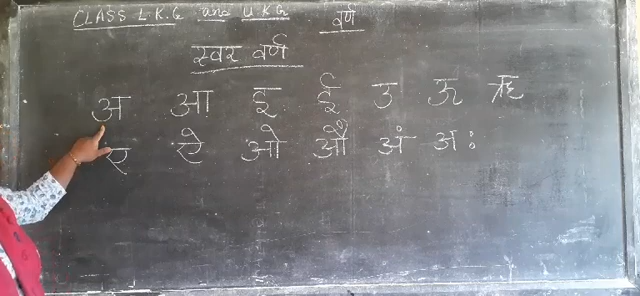 CLASS L.K.G and U.K.G वर्ण
स्वर वर्ण
अ आ इ ई उ ऊ ऋ
ए ऐ ओ औ अं अः